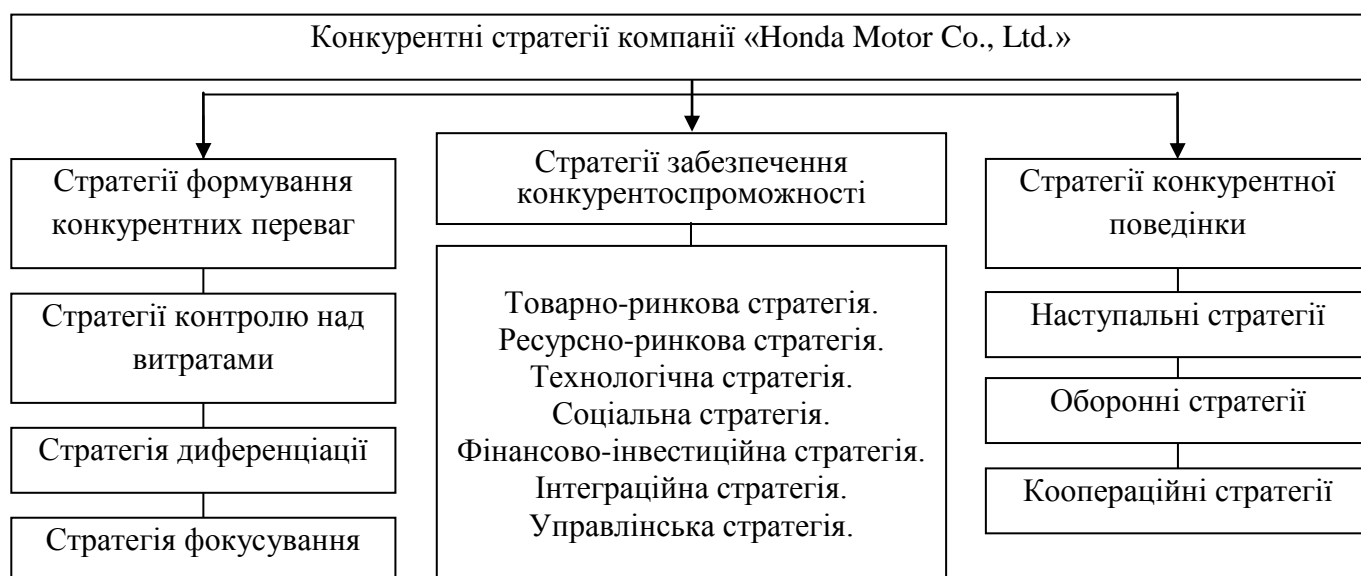 Конкурентні стратегії компанії «Honda Motor Co., Ltd.»
Стратегії формування
конкурентних переваг
Стратегії контролю над
витратами
Стратегія диференціації
Стратегія фокусування
Стратегії забезпечення
конкурентоспроможності
Товарно-ринкова стратегія.
Ресурсно-ринкова стратегія.
Технологічна стратегія.
Соціальна стратегія.
Фінансово-інвестиційна стратегія.
Інтеграційна стратегія.
Управлінська стратегія.
Стратегії конкурентної
поведінки
Наступальні стратегії
Оборонні стратегії
Коопераційні стратегії